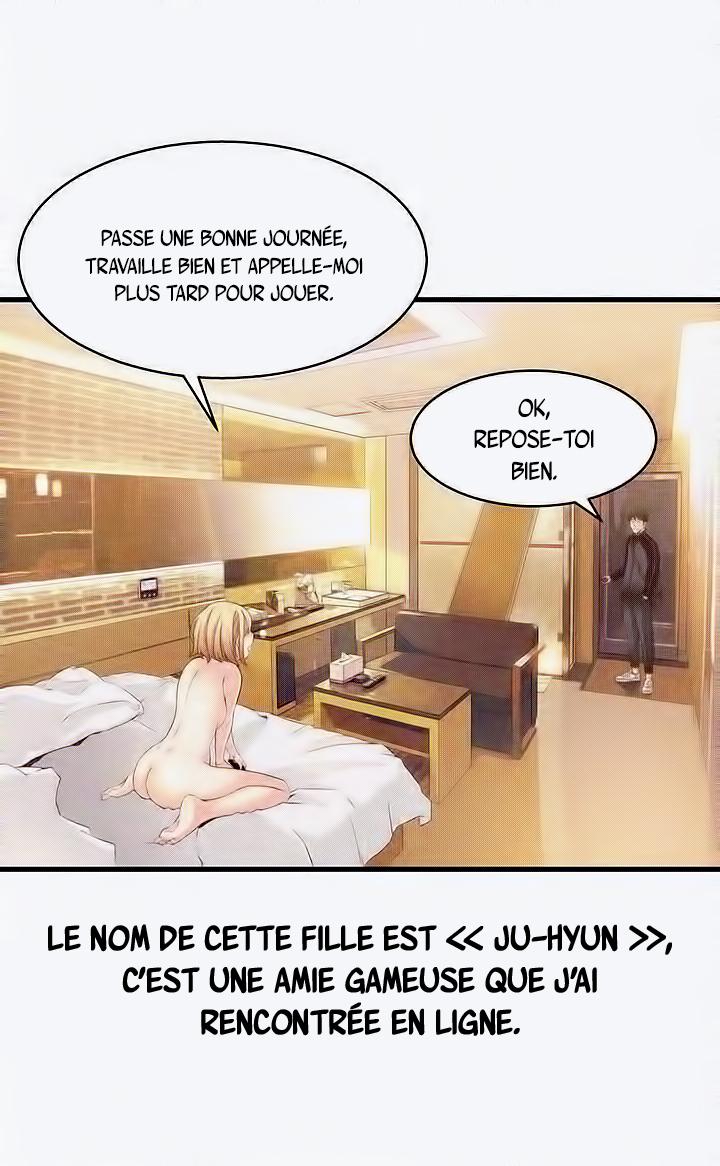 PASSE UNE BONNE JOURNÉE,
TRAVAILLE BIEN ET APPELLE-MOI
PLUS TARD POUR JOUER.
OK,
REPOSE-TOI
BIEN.
LE NOM DE CETTE FILLE EST << JU-HYUN >>,
C'EST UNE AMIE GAMEUSE QUE J'AI
RENCONTRÉE EN LIGNE.